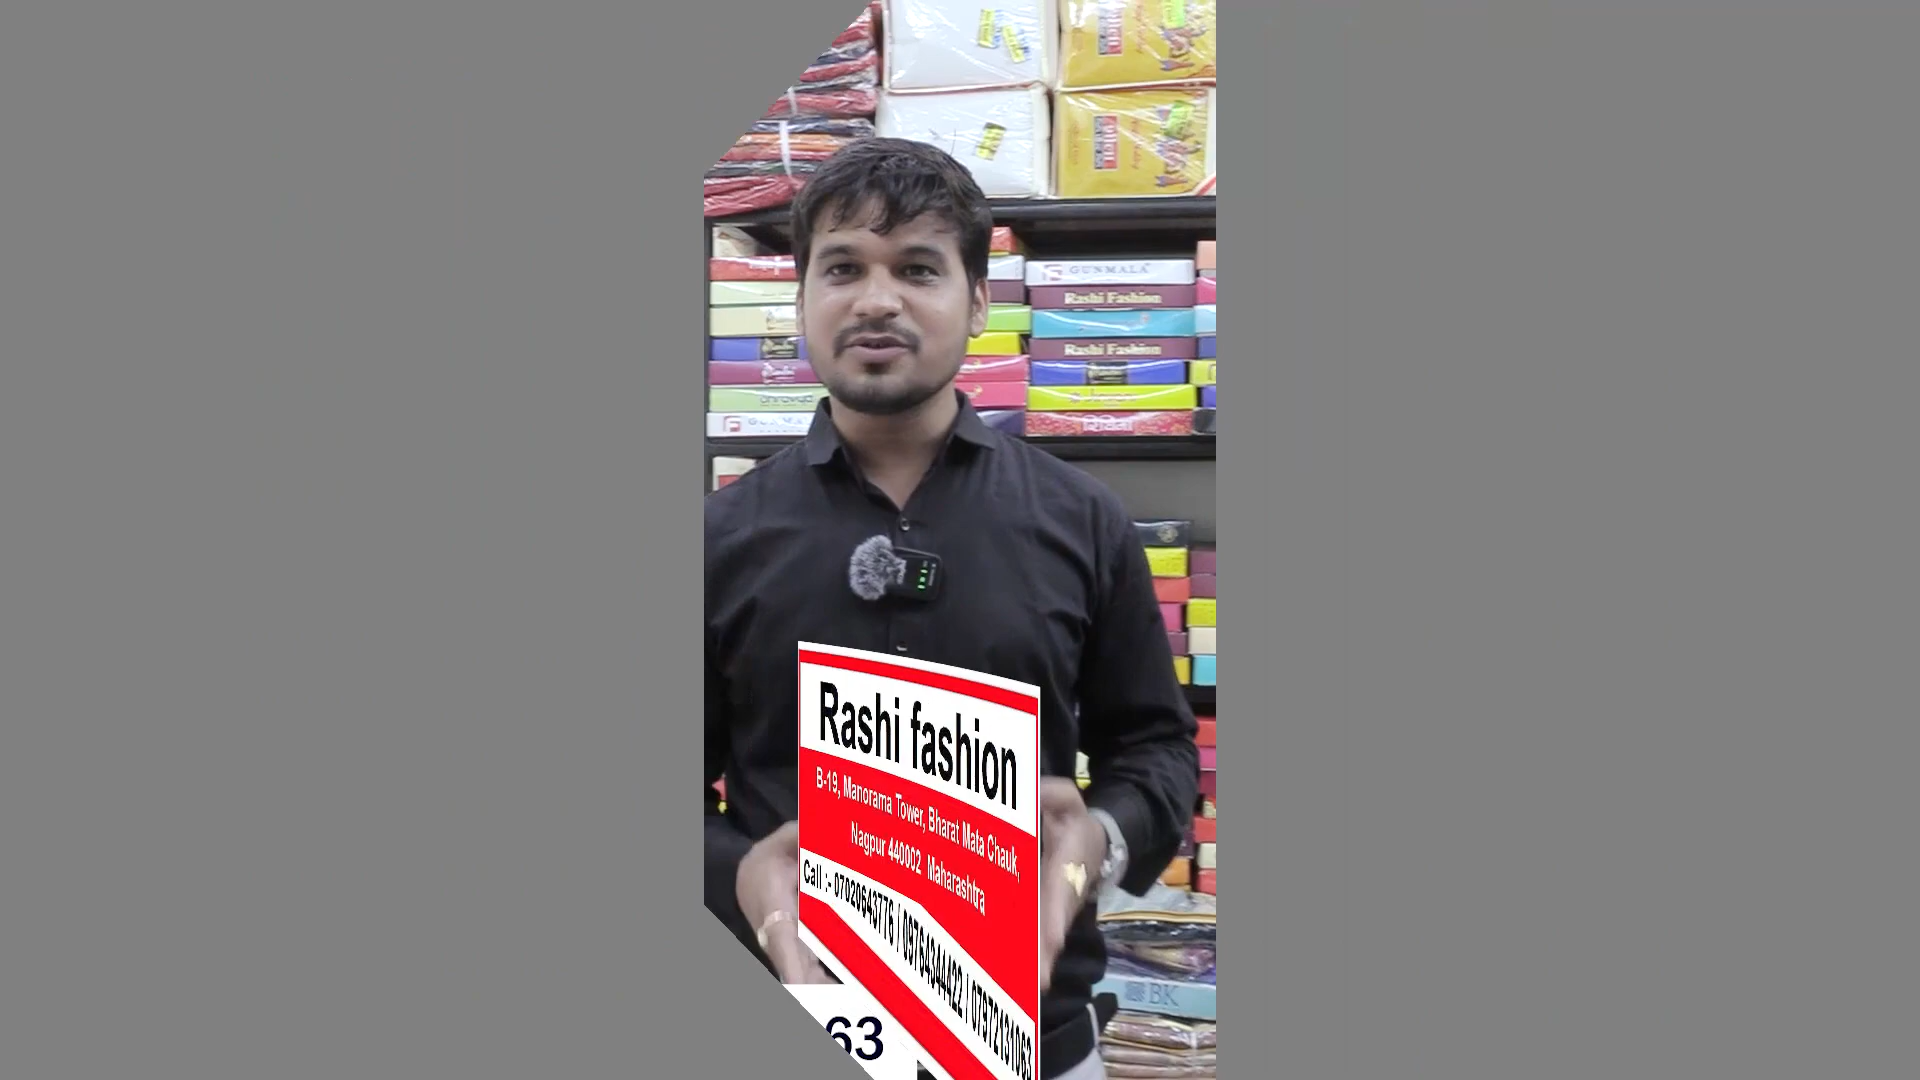 GUNMALA
Rashi Fashion
Rashi Fashion
Rashi fashion
B-19, Manorama Tower, Bharat Mata Chauk,
Nagpur 440002 Maharashtra
Call :- 07020643776 / 09764344422 / 07972131063
BK
63